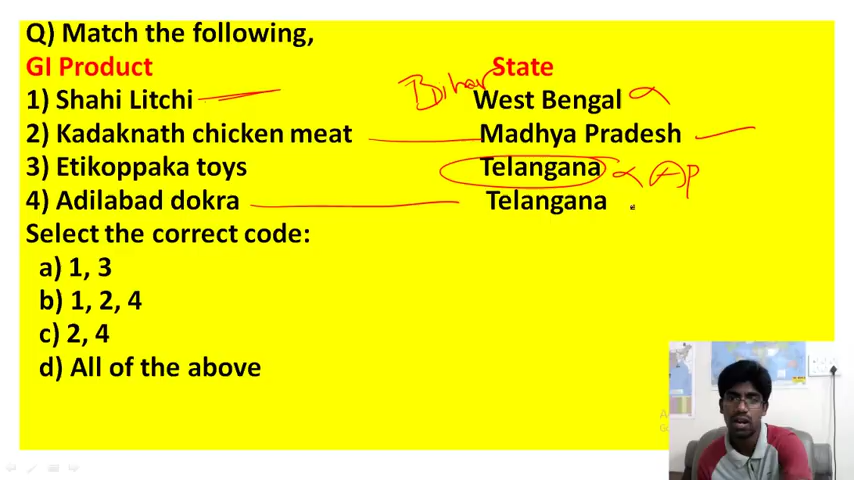 Q) Match the following,
GI Product State
1) Shahi Litchi Bihar West Bengal
2) Kadaknath chicken meat Madhya Pradesh
3) Etikoppaka toys Telangana AP
4) Adilabad dokra Telangana
Select the correct code:
a) 1, 3
b) 1, 2, 4
c) 2, 4
d) All of the above